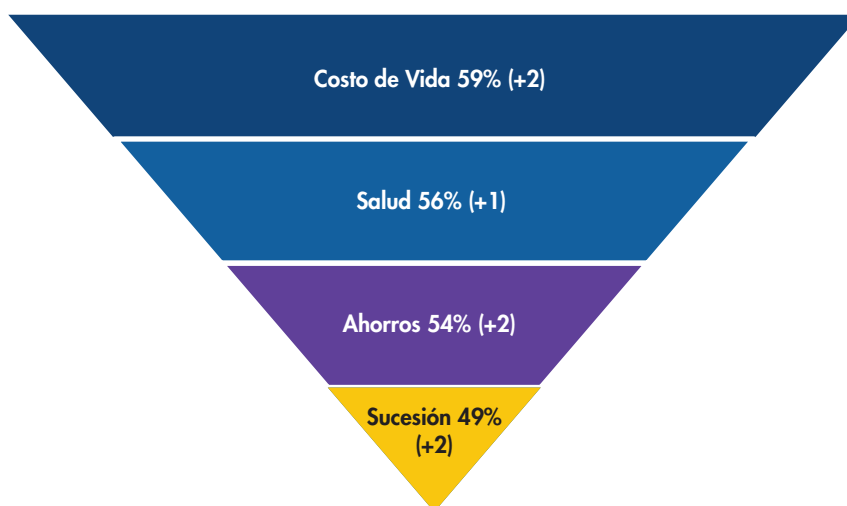 Costo de Vida 59% (+2)
Salud 56% (+1)
Ahorros 54% (+2)
Sucesión 49%
(+2)